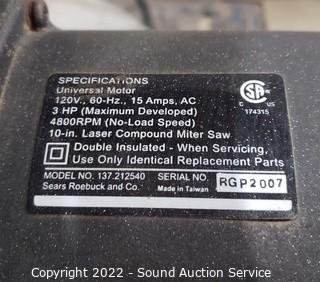 SPECIFICATIONS
Universal Motor
120V., 60-Hz., 15 Amps, AC
3 HP (Maximum Developed)
4800RPM (No-Load Speed)
10-in. Laser Compound Miter Saw
Double Insulated - When Servicing,
Use Only Identical Replacement Parts
MODEL NO. 137.212540 SERIAL NO.
Sears Roebuck and Co. Made in Taiwan
RGP2007
C US
174315
Copyright 2022 - Sound Auction Service